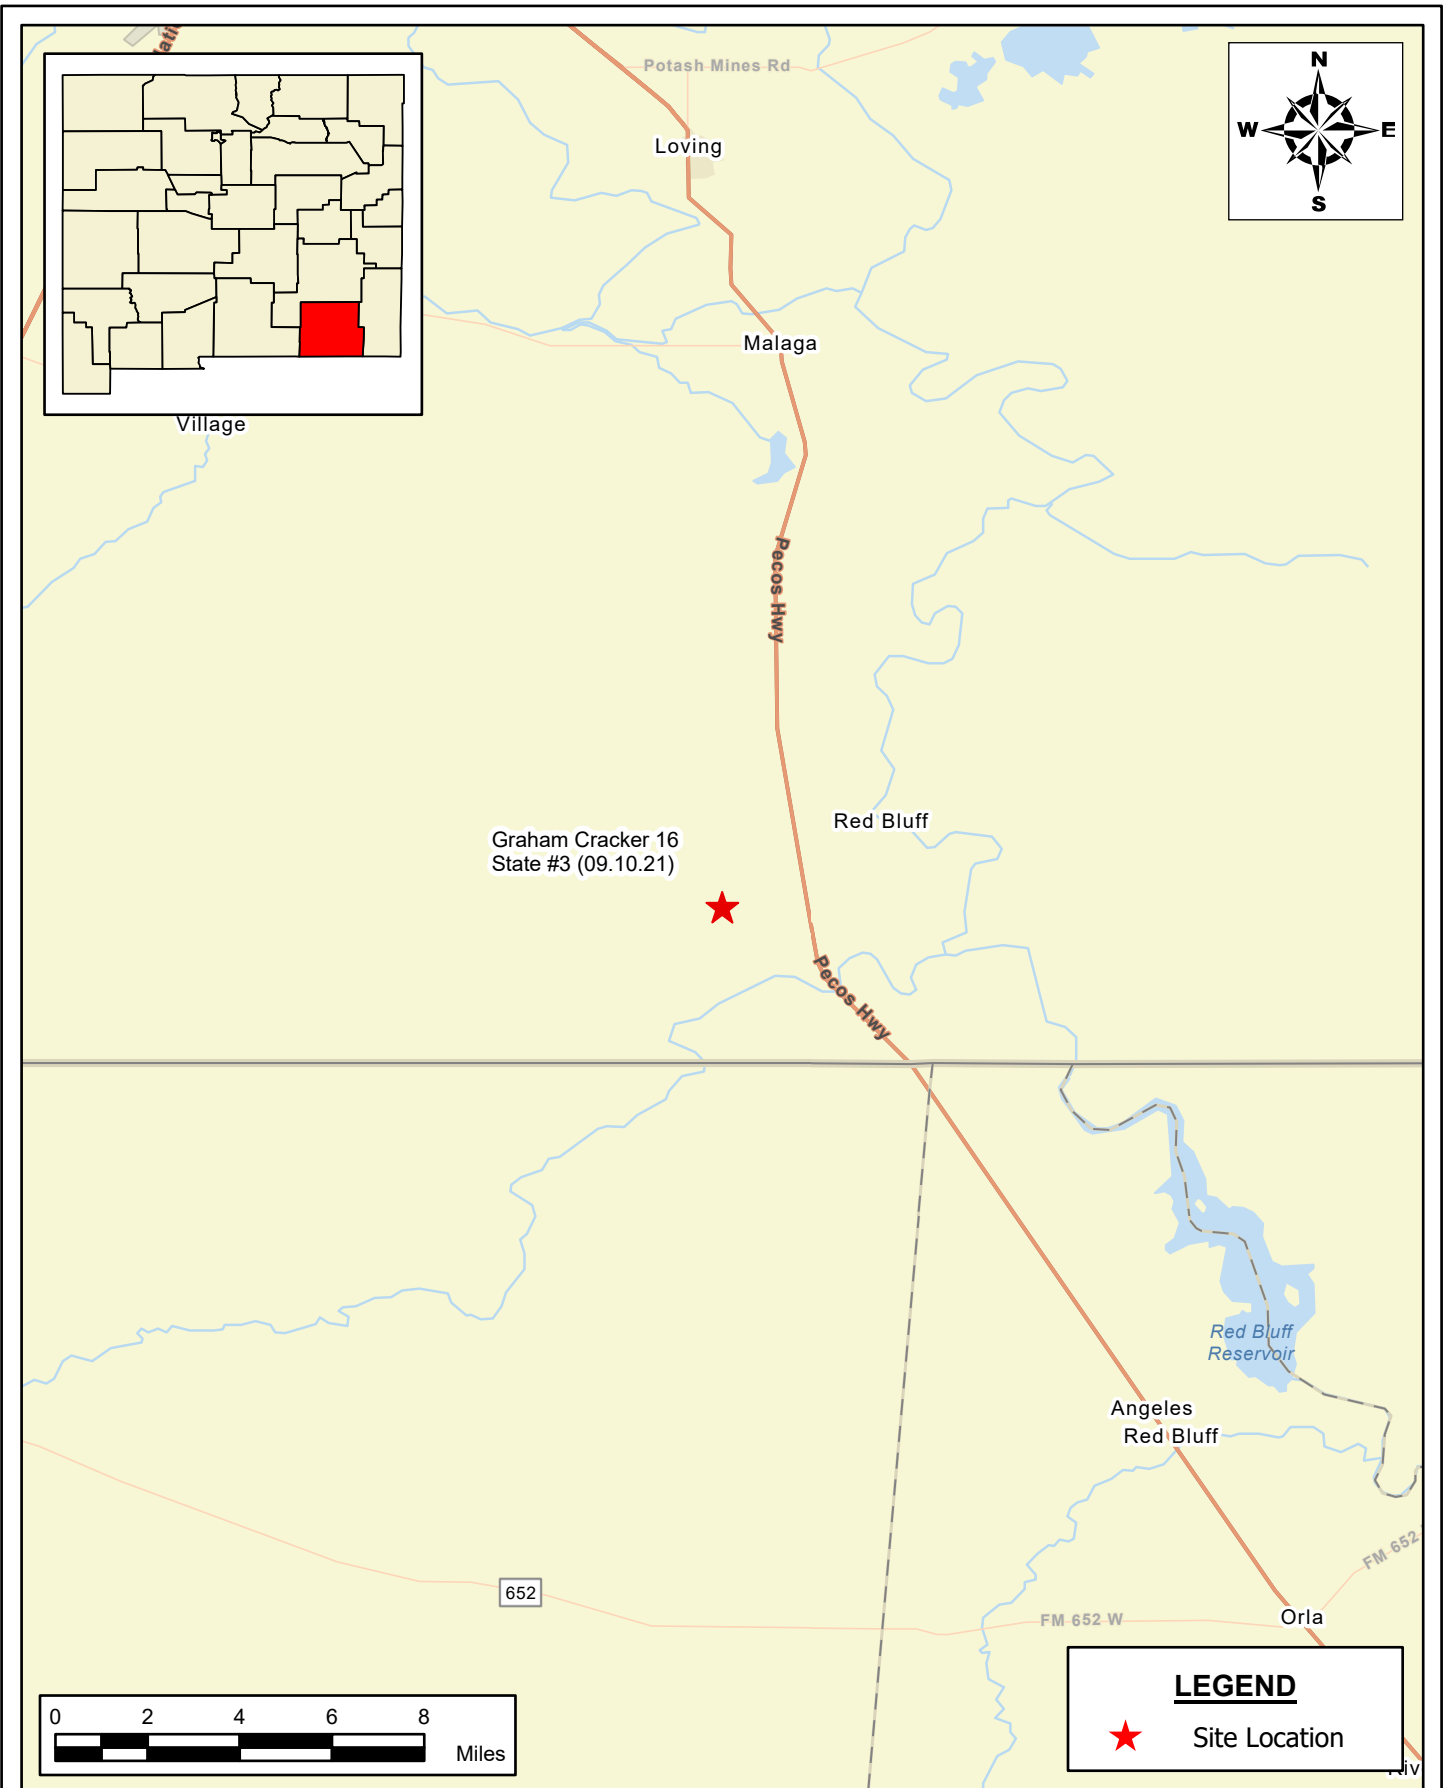 Potash Mines Rd
N
W
E
S
Loving
Malaga
Village
Pecos Hwy
Red Bluff
Graham Cracker 16
State #3 (09.10.21)
Pecos Hwy
Red Bluff
Reservoir
Angeles
Red Bluff
FM 652
652
FM 652 W
Orla
LEGEND
Site Location
0 2 4 6 8
Miles